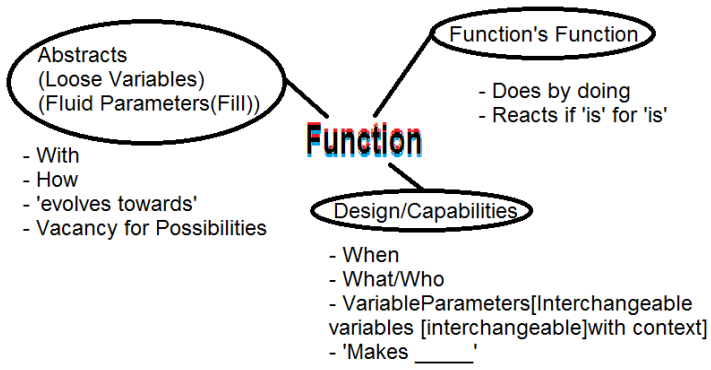 Abstracts
(Loose Variables)
(Fluid Parameters(Fill))
- With
- How
- 'evolves towards'
- Vacancy for Possibilities
Function's Function
- Does by doing
- Reacts if 'is' for 'is'
Function
Design/Capabilities
- When
- What/Who
- VariableParameters[Interchangeable
variables [interchangeable]with context]
- 'Makes _____'